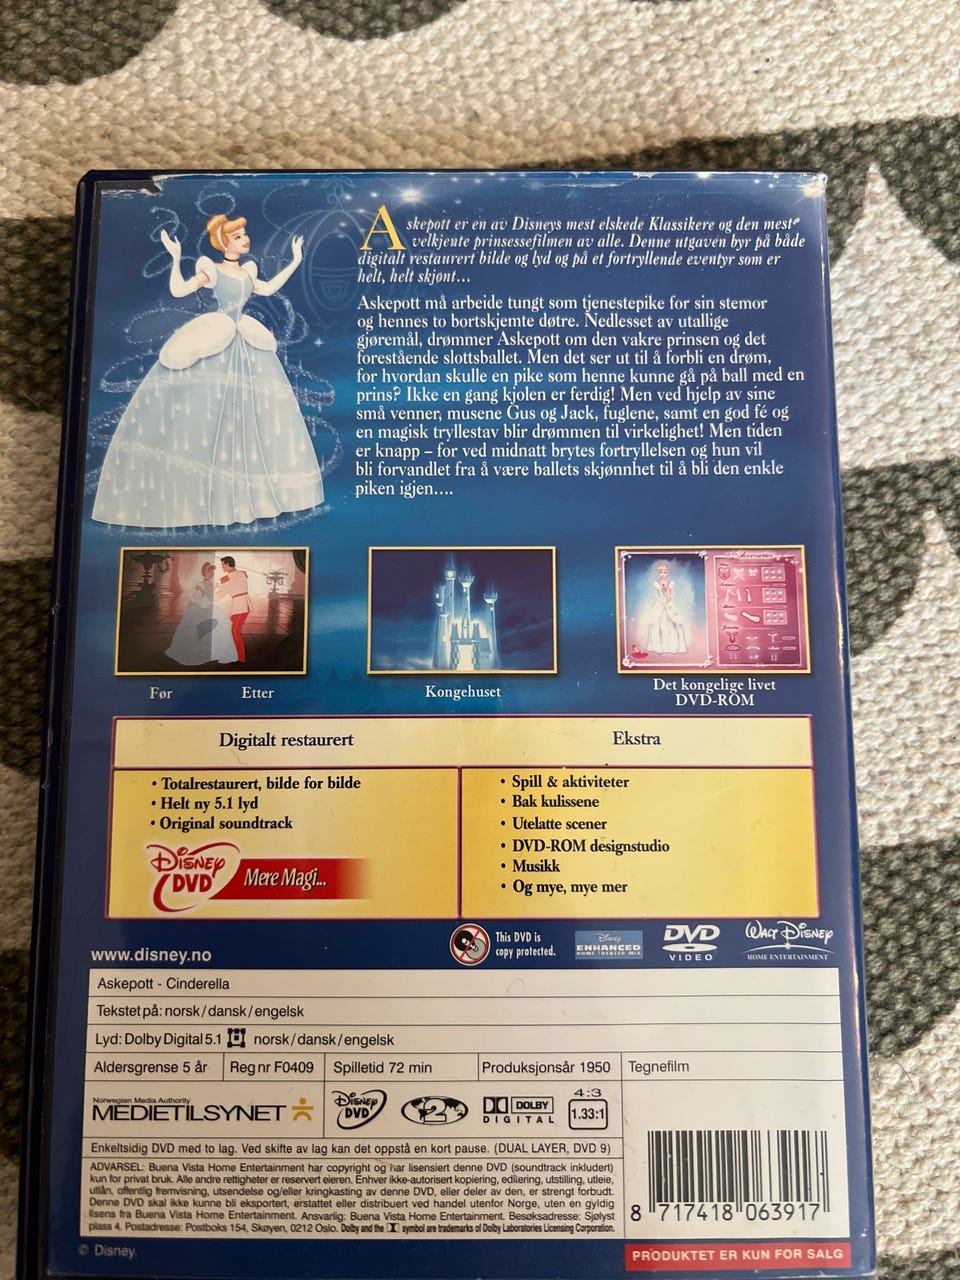 Askepott er en av Disneys mest elskede Klassikere og den mest
velkjente prinsessefilmen av alle. Denne utgaven byr på både
digitalt restaurert bilde og lyd og på et fortryllende eventyr som er
helt, helt skjønt...
Askepott må arbeide tungt som tjenestepike for sin stemor
og hennes to bortskjemte døtre. Nedlesset av utallige
gjøremål, drømmer Askepott om den vakre prinsen og det
forestående slottsballet. Men det ser ut til å forbli en drøm,
for hvordan skulle en pike som henne kunne gå på ball med en
prins? Ikke en gang kjolen er ferdig! Men ved hjelp av sine
små venner, musene Gus og Jack, fuglene, samt en god fé og
en magisk tryllestav blir drømmen til virkelighet! Men tiden
er knapp – for ved midnatt brytes fortryllelsen og hun vil
bli forvandlet fra å være ballets skjønnhet til å bli den enkle
piken igjen....
Før Etter
Kongehuset
Det kongelige livet
DVD-ROM
Digitalt restaurert
• Totalrestaurert, bilde for bilde
• Helt ny 5.1 lyd
• Original soundtrack
Disney
DVD
Mere Magi...
Ekstra
• Spill & aktiviteter
• Bak kulissene
• Utelatte scener
• DVD-ROM designstudio
• Musikk
• Og mye, mye mer
www.disney.no
This DVD is
copy protected.
Disney
ENHANCED
HOME THEATER MIX
DVD
VIDEO
Walt Disney
HOME ENTERTAINMENT
Askepott - Cinderella
Tekstet på: norsk/dansk/engelsk
Lyd: Dolby Digital 5.1 norsk/dansk/engelsk
Aldersgrense 5 år Reg nr F0409 Spilletid 72 min Produksjonsår 1950 Tegnefilm
Norwegian Media Authority
MEDIETILSYNET
Disney
DVD
2
DOLBY
DIGITAL
4:3
1.33:1
Enkeltsidig DVD med to lag. Ved skifte av lag kan det oppstå en kort pause. (DUAL LAYER, DVD 9)
ADVARSEL: Buena Vista Home Entertainment har copyright og har lisensiert denne DVD (soundtrack inkludert)
kun for privat bruk. Alle andre rettigheter er reservert eieren. Enhver ikke-autorisert kopiering, editering, utstilling, utleie,
utlån, offentlig fremvisning, utsendelse og/eller kringkasting av denne DVD, eller deler av den, er strengt forbudt.
Denne DVD skal ikke kunne bli eksportert, erstattet eller distribuert ved handel utenfor Norge, uten en gyldig
lisens fra Buena Vista Home Entertainment. Ansvarlig: Buena Vista Home Entertainment. Besøksadresse: Sjølyst
plass 4. Postadresse: Postboks 154, Skøyen, 0212 Oslo. Dolby and the symbol are trademarks of Dolby Laboratories Licensing Corporation.
8 717418 063917
© Disney.
PRODUKTET ER KUN FOR SALG